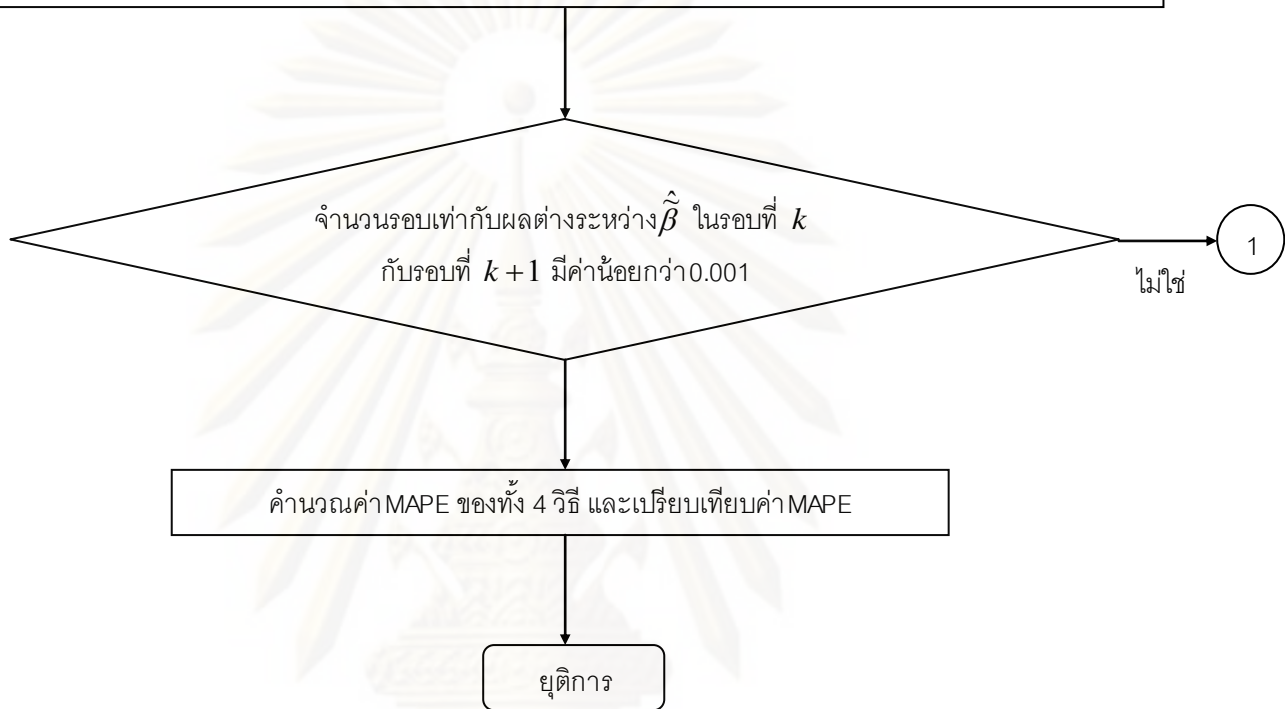 จำนวนรอบเท่ากับผลต่างระหว่าง $\hat{\tilde{\beta}}$ ในรอบที่ k
กับรอบที่ k + 1 มีค่าน้อยกว่า 0.001
1
ไม่ใช่
คำนวณค่า MAPE ของทั้ง 4 วิธี และเปรียบเทียบค่า MAPE
ยุติการ